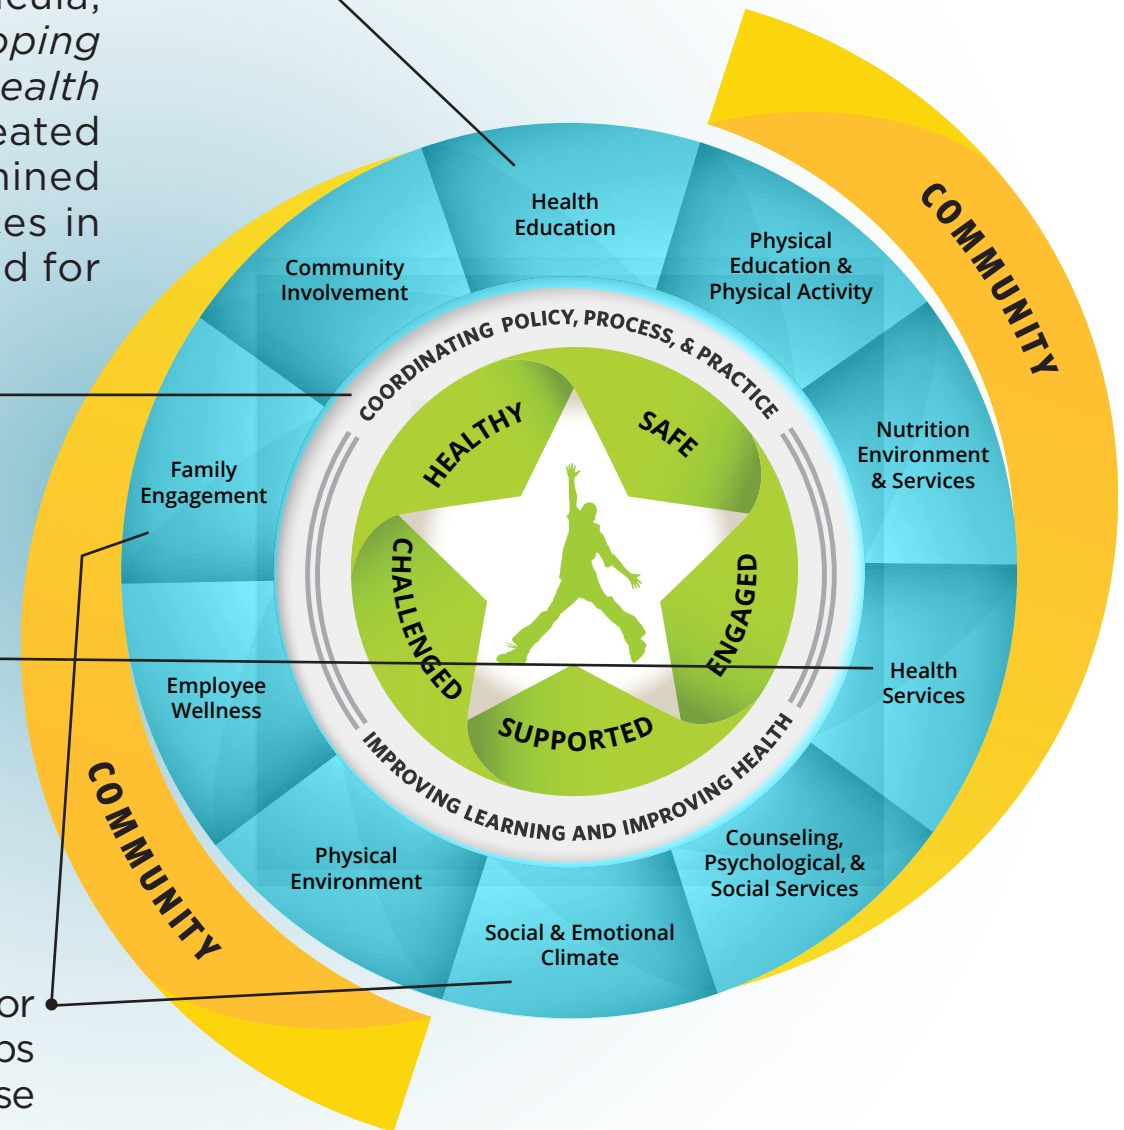 oping
ealth
eated
nined
es in
d for
Health
Education
Physical
Education &
Physical Activity
Community
Involvement
COMMUNITY
COORDINATING POLICY, PROCESS, & PRACTICE
HEALTHY
SAFE
Nutrition
Environment
& Services
Family
Engagement
CHALLENGED
ENGAGED
Health
Services
Employee
Wellness
SUPPORTED
IMPROVING LEARNING AND IMPROVING HEALTH
COMMUNITY
Counseling,
Psychological, &
Social Services
Physical
Environment
Social & Emotional
Climate
or
os
se